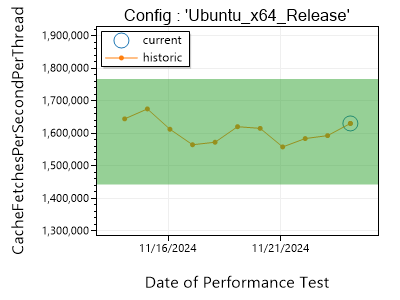 Config : 'Ubuntu_x64_Release'
CacheFetchesPerSecondPerThread
1,900,000
1,800,000
1,700,000
1,600,000
1,500,000
1,400,000
1,300,000
current
historic
11/16/2024
11/21/2024
Date of Performance Test